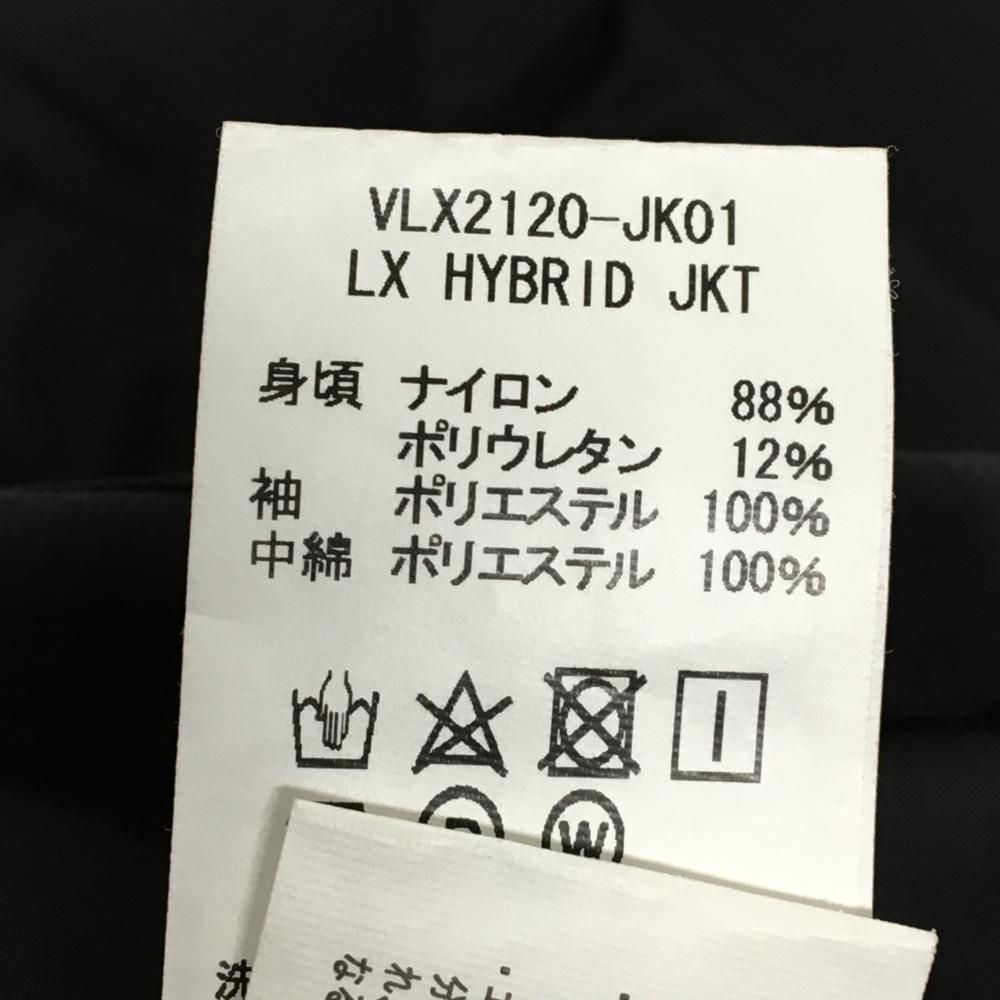 VLX2120-JK01
LX HYBRID JKT
身頃 ナイロン 88%
ポリウレタン 12%
袖 ポリエステル 100%
中綿 ポリエステル 100%
W
洗